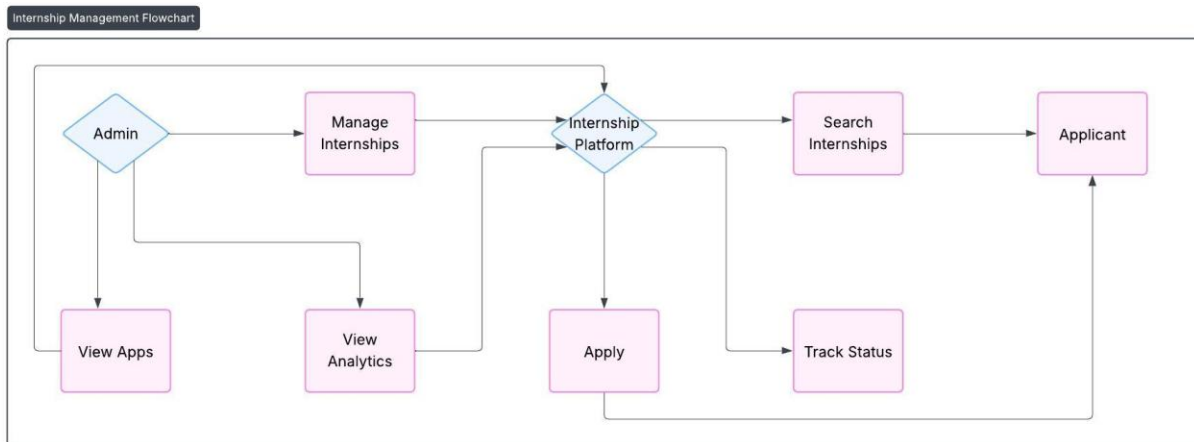 Internship Management Flowchart
Admin
Manage
Internships
Internship
Platform
Search
Internships
Applicant
View Apps
View
Analytics
Apply
Track Status